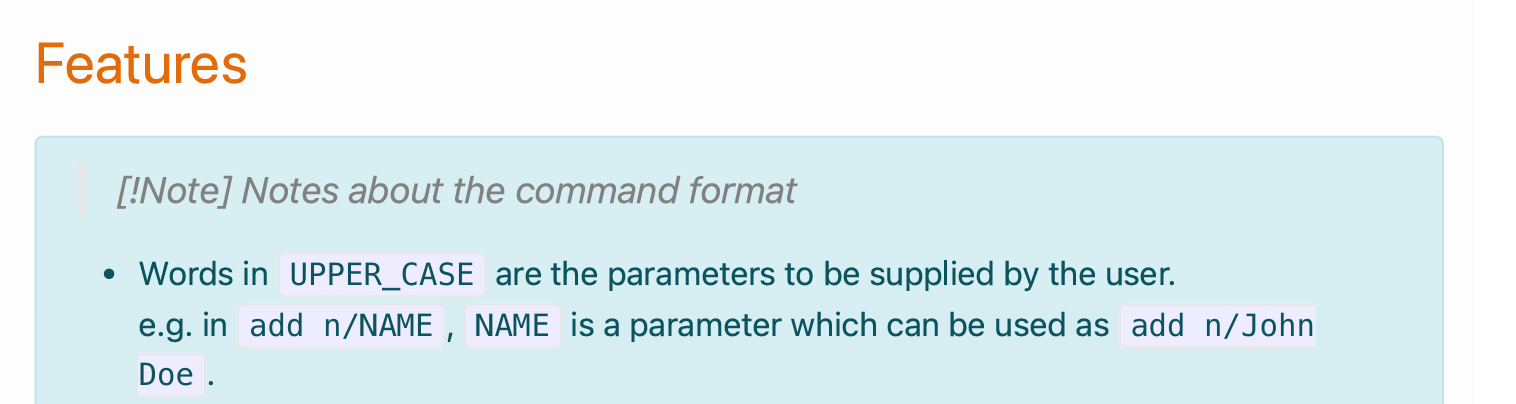 Features
[!Note] Notes about the command format
• Words in UPPER_CASE are the parameters to be supplied by the user.
e.g. in add n/NAME, NAME is a parameter which can be used as add n/John
Doe.